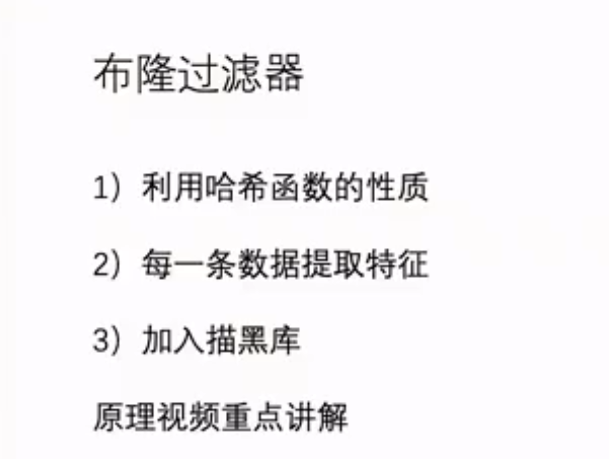 布隆过滤器
1）利用哈希函数的性质
2）每一条数据提取特征
3）加入描黑库
原理视频重点讲解